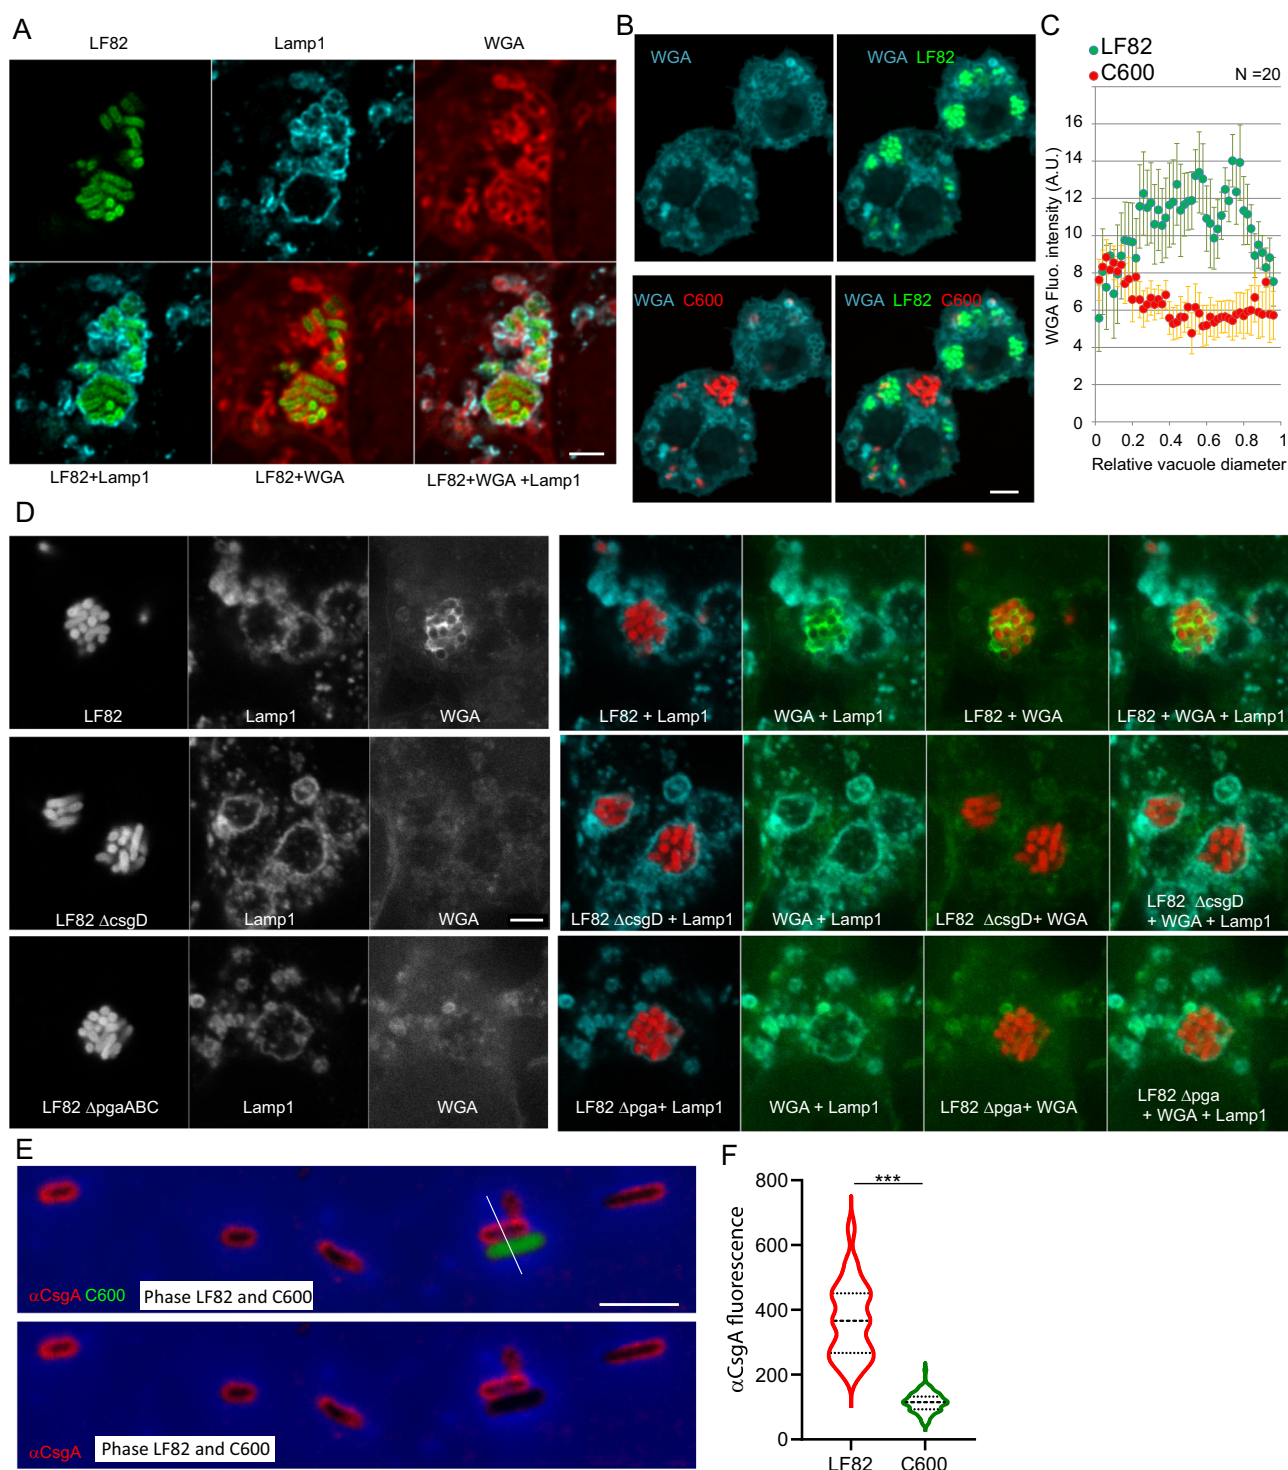 A
LF82
Lamp1
WGA
LF82+Lamp1
LF82+WGA
LF82+WGA +Lamp1
B
WGA
WGA LF82
WGA C600
WGA LF82 C600
C
LF82
C600
N =20
WGA Fluo. intensity (A.U.)
16
14
12
10
8
6
4
2
0
0 0.2 0.4 0.6 0.8 1
Relative vacuole diameter
D
LF82
Lamp1
WGA
LF82 + Lamp1
WGA + Lamp1
LF82 + WGA
LF82 + WGA + Lamp1
LF82 ΔcsgD
Lamp1
WGA
LF82 ΔcsgD + Lamp1
WGA + Lamp1
LF82 ΔcsgD+ WGA
LF82 ΔcsgD
+ WGA + Lamp1
LF82 ΔpgaABC
Lamp1
WGA
LF82 Δpga+ Lamp1
WGA + Lamp1
LF82 Δpga+ WGA
LF82 Δpga
+ WGA + Lamp1
E
αCsgA C600
Phase LF82 and C600
αCsgA
Phase LF82 and C600
F
αCsgA fluorescence
800
600
400
200
0
***
LF82
C600